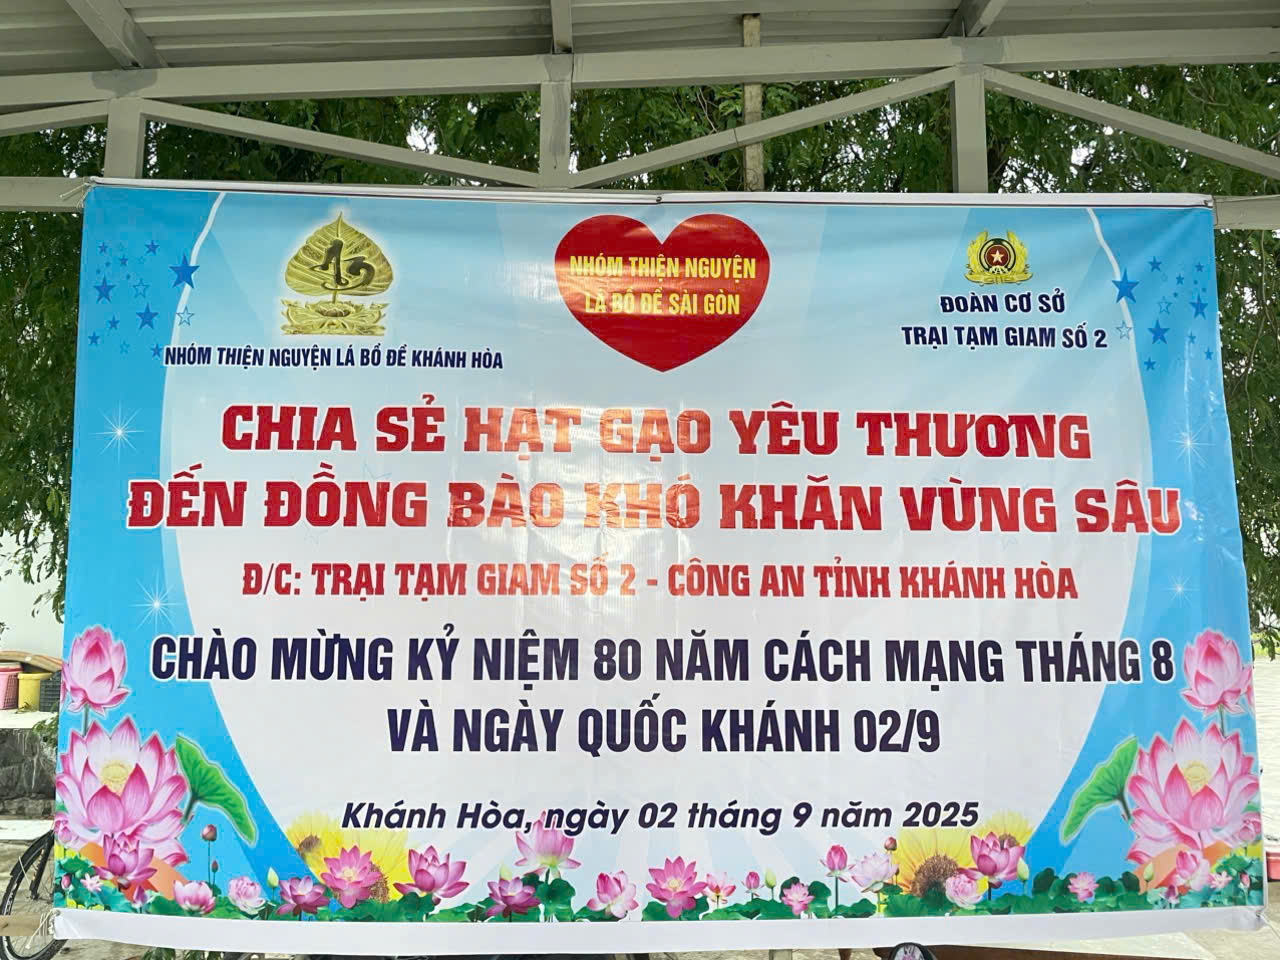 NHÓM THIỆN NGUYỆN LÁ BỒ ĐỀ KHÁNH HÒA
NHÓM THIỆN NGUYỆN
LÁ BỒ ĐỀ SÀI GÒN
ĐOÀN CƠ SỞ
TRẠI TẠM GIAM SỐ 2
CHIA SẺ HẠT GẠO YÊU THƯƠNG
ĐẾN ĐỒNG BÀO KHÓ KHĂN VÙNG SÂU
Đ/C: TRẠI TẠM GIAM SỐ 2 - CÔNG AN TỈNH KHÁNH HÒA
CHÀO MỪNG KỶ NIỆM 80 NĂM CÁCH MẠNG THÁNG 8
VÀ NGÀY QUỐC KHÁNH 02/9
Khánh Hòa, ngày 02 tháng 9 năm 2025